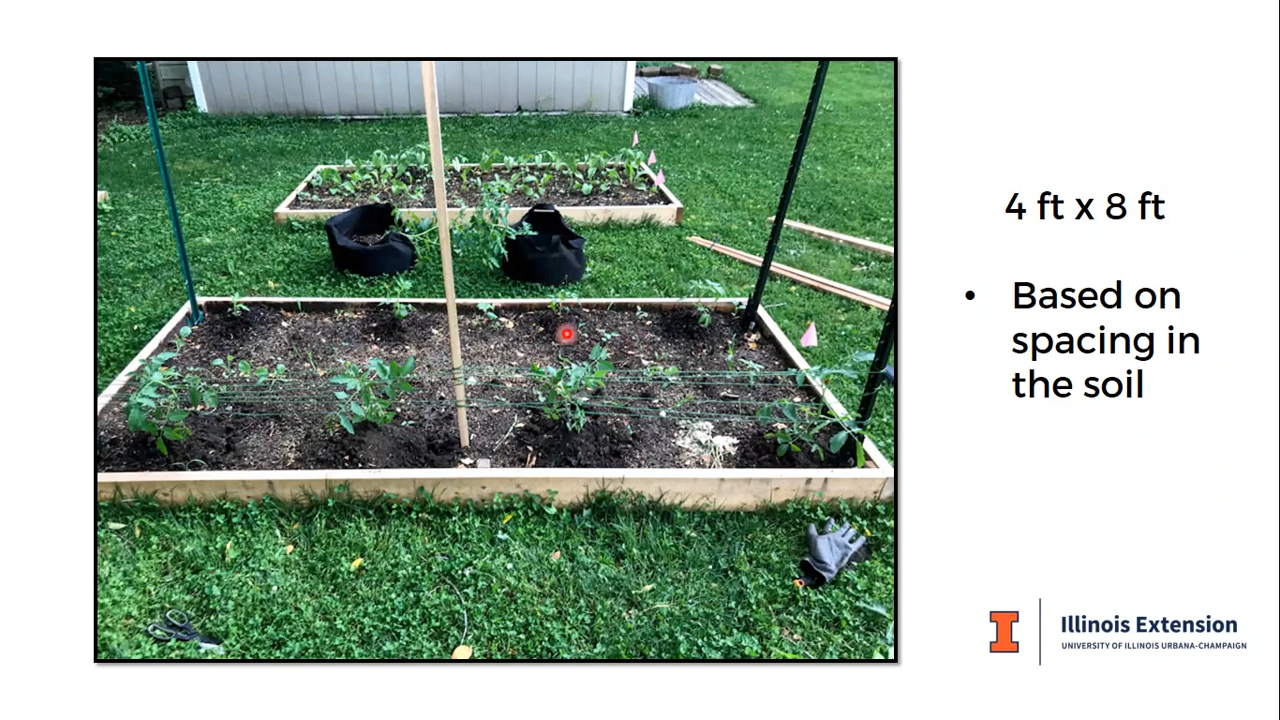 4 ft x 8 ft
• Based on
spacing in
the soil
Illinois Extension
UNIVERSITY OF ILLINOIS URBANA-CHAMPAIGN